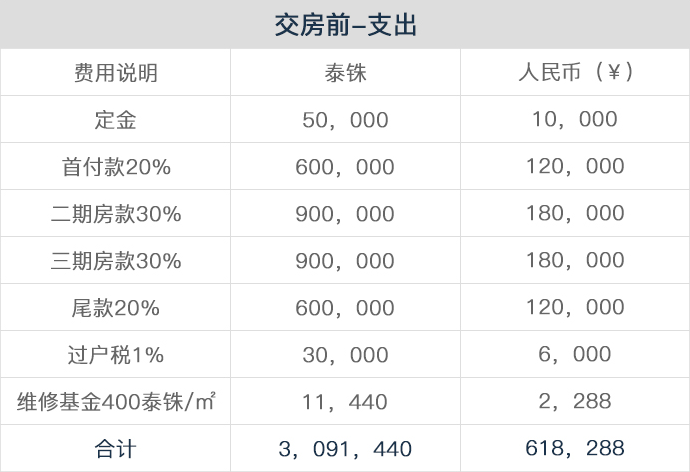 交房前-支出
费用说明 泰铢 人民币（￥）
定金 50，000 10，000
首付款20% 600，000 120，000
二期房款30% 900，000 180，000
三期房款30% 900，000 180，000
尾款20% 600，000 120，000
过户税1% 30，000 6，000
维修基金400泰铢/㎡ 11，440 2，288
合计 3，091，440 618，288